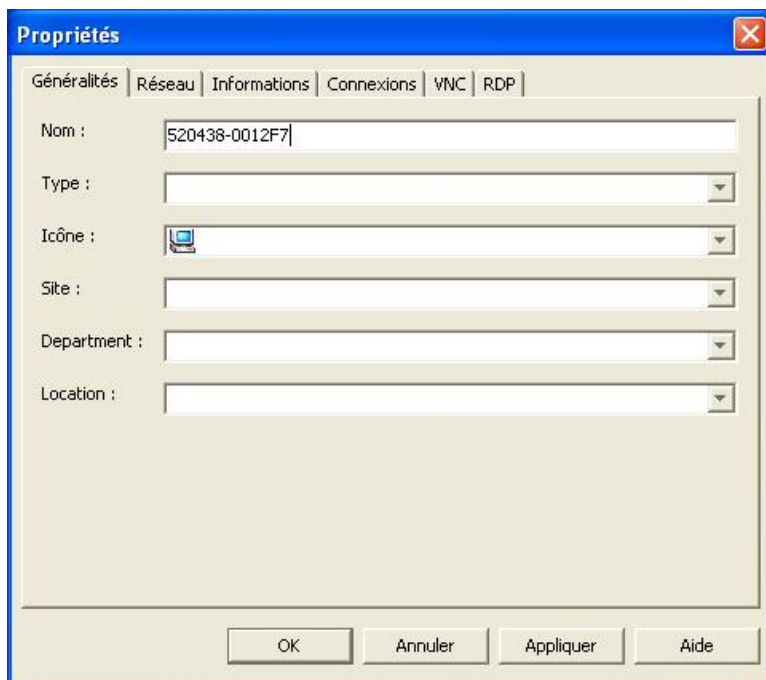 Propriétés
Généralités Réseau Informations Connexions VNC RDP
Nom : 520438-0012F7
Type :
Icône :
Site :
Department :
Location :
OK Annuler Appliquer Aide